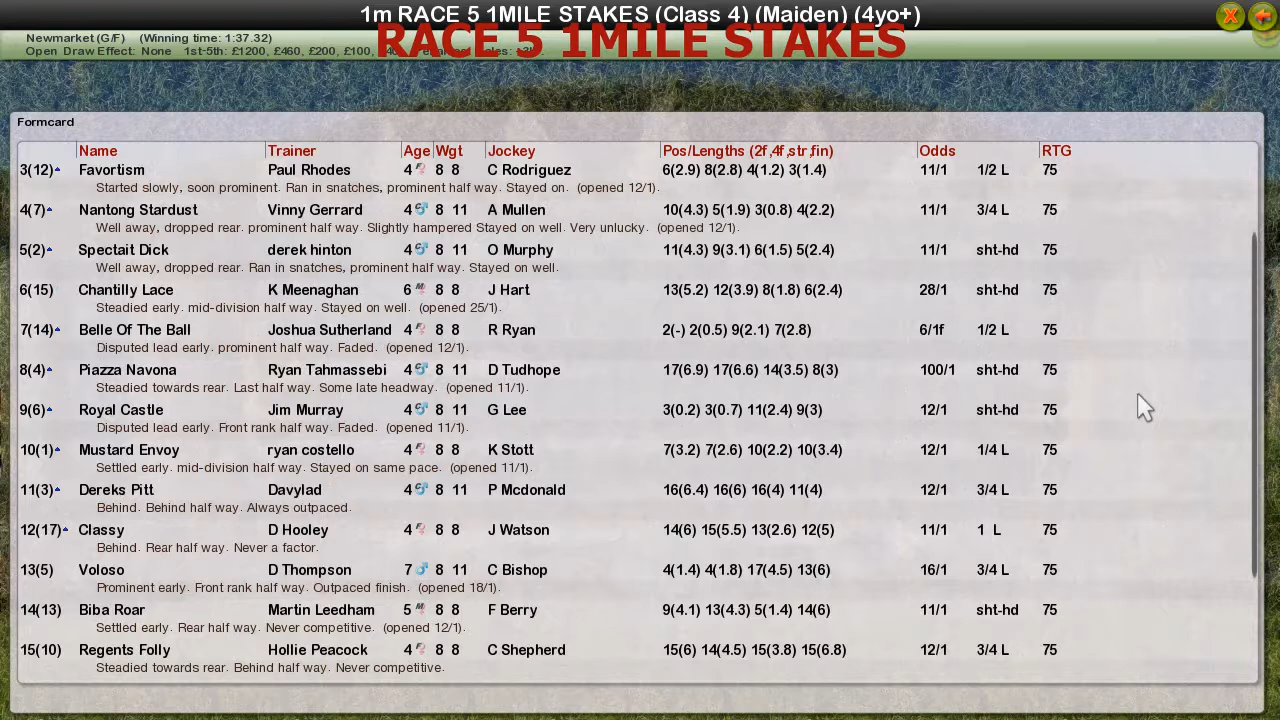 1m RACE 5 1MILE STAKES (Class 4) (Maiden) (4yo+)
RACE 5 1MILE STAKES
Newmarket (G/F) (Winning time: 1:37.32)
Open Draw Effect: None 1st-5th: £1200, £460, £200, £100,
Formcard
Name Trainer Age Wgt Jockey Pos/Lengths (2f,4f,str,fin) Odds RTG
3(12) Favortism Paul Rhodes 4 8 8 C Rodriguez 6(2.9) 8(2.8) 4(1.2) 3(1.4) 11/1 1/2 L 75
Started slowly, soon prominent. Ran in snatches, prominent half way. Stayed on. (opened 12/1).
4(7) Nantong Stardust Vinny Gerrard 4 8 11 A Mullen 10(4.3) 5(1.9) 3(0.8) 4(2.2) 11/1 3/4 L 75
Well away, dropped rear. prominent half way. Slightly hampered Stayed on well. Very unlucky. (opened 12/1).
5(2) Spectait Dick derek hinton 4 8 11 O Murphy 11(4.3) 9(3.1) 6(1.5) 5(2.4) 11/1 sht-hd 75
Well away, dropped rear. Ran in snatches, prominent half way. Stayed on well.
6(15) Chantilly Lace K Meenaghan 6 8 8 J Hart 13(5.2) 12(3.9) 8(1.8) 6(2.4) 28/1 sht-hd 75
Steadied early. mid-division half way. Stayed on well. (opened 25/1).
7(14) Belle Of The Ball Joshua Sutherland 4 8 8 R Ryan 2(-) 2(0.5) 9(2.1) 7(2.8) 6/1f 1/2 L 75
Disputed lead early. prominent half way. Faded. (opened 12/1).
8(4) Piazza Navona Ryan Tahmassebi 4 8 11 D Tudhope 17(6.9) 17(6.6) 14(3.5) 8(3) 100/1 sht-hd 75
Steadied towards rear. Last half way. Some late headway. (opened 11/1).
9(6) Royal Castle Jim Murray 4 8 11 G Lee 3(0.2) 3(0.7) 11(2.4) 9(3) 12/1 sht-hd 75
Disputed lead early. Front rank half way. Faded. (opened 11/1).
10(1) Mustard Envoy ryan costello 4 8 8 K Stott 7(3.2) 7(2.6) 10(2.2) 10(3.4) 12/1 1/4 L 75
Settled early. mid-division half way. Stayed on same pace. (opened 11/1).
11(3) Dereks Pitt Davylad 4 8 11 P Mcdonald 16(6.4) 16(6) 16(4) 11(4) 12/1 3/4 L 75
Behind. Behind half way. Always outpaced.
12(17) Classy D Hooley 4 8 8 J Watson 14(6) 15(5.5) 13(2.6) 12(5) 11/1 1 L 75
Behind. Rear half way. Never a factor.
13(5) Voloso D Thompson 7 8 11 C Bishop 4(1.4) 4(1.8) 17(4.5) 13(6) 16/1 3/4 L 75
Prominent early. Front rank half way. Outpaced finish. (opened 18/1).
14(13) Biba Roar Martin Leedham 5 8 8 F Berry 9(4.1) 13(4.3) 5(1.4) 14(6) 11/1 sht-hd 75
Settled early. Rear half way. Never competitive. (opened 12/1).
15(10) Regents Folly Hollie Peacock 4 8 8 C Shepherd 15(6) 14(4.5) 15(3.8) 15(6.8) 12/1 3/4 L 75
Steadied towards rear. Behind half way. Never competitive.